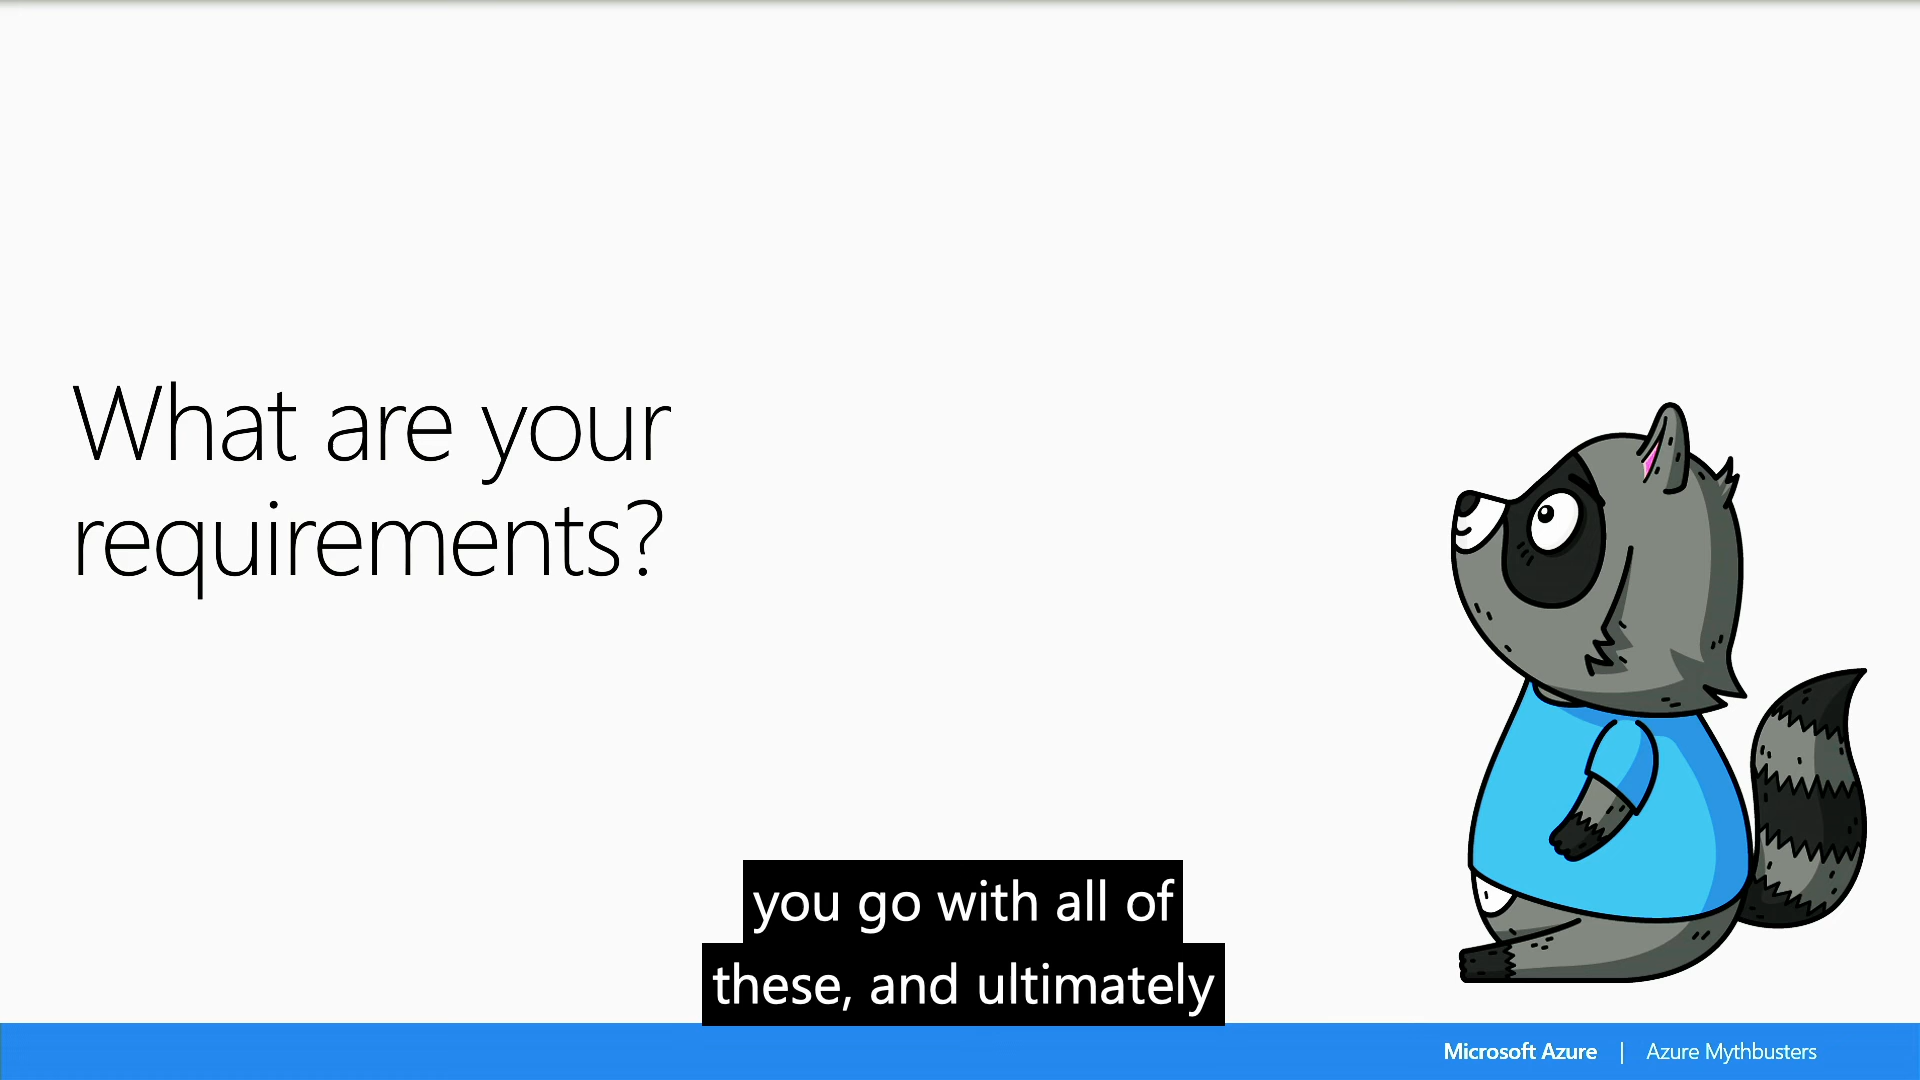 What are your
requirements?
you go with all of
these, and ultimately
Microsoft Azure | Azure Mythbusters